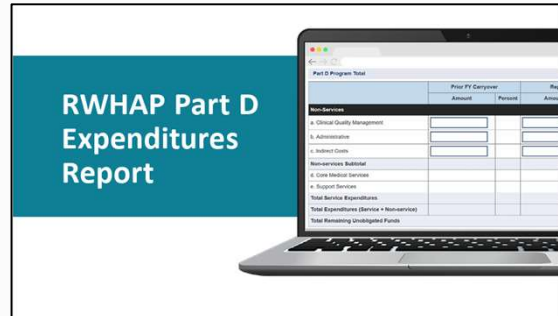 RWHAP Part D
Expenditures
Report
Part D Program Total
Prior FY Carryover
Amount Percent
Non-Services
a. Clinical Quality Management
b. Administrative
c. Indirect Costs
Non-services Subtotal
d. Core Medical Services
e. Support Services
Total Service Expenditures
Total Expenditures (Service + Non-service)
Total Remaining Unobligated Funds